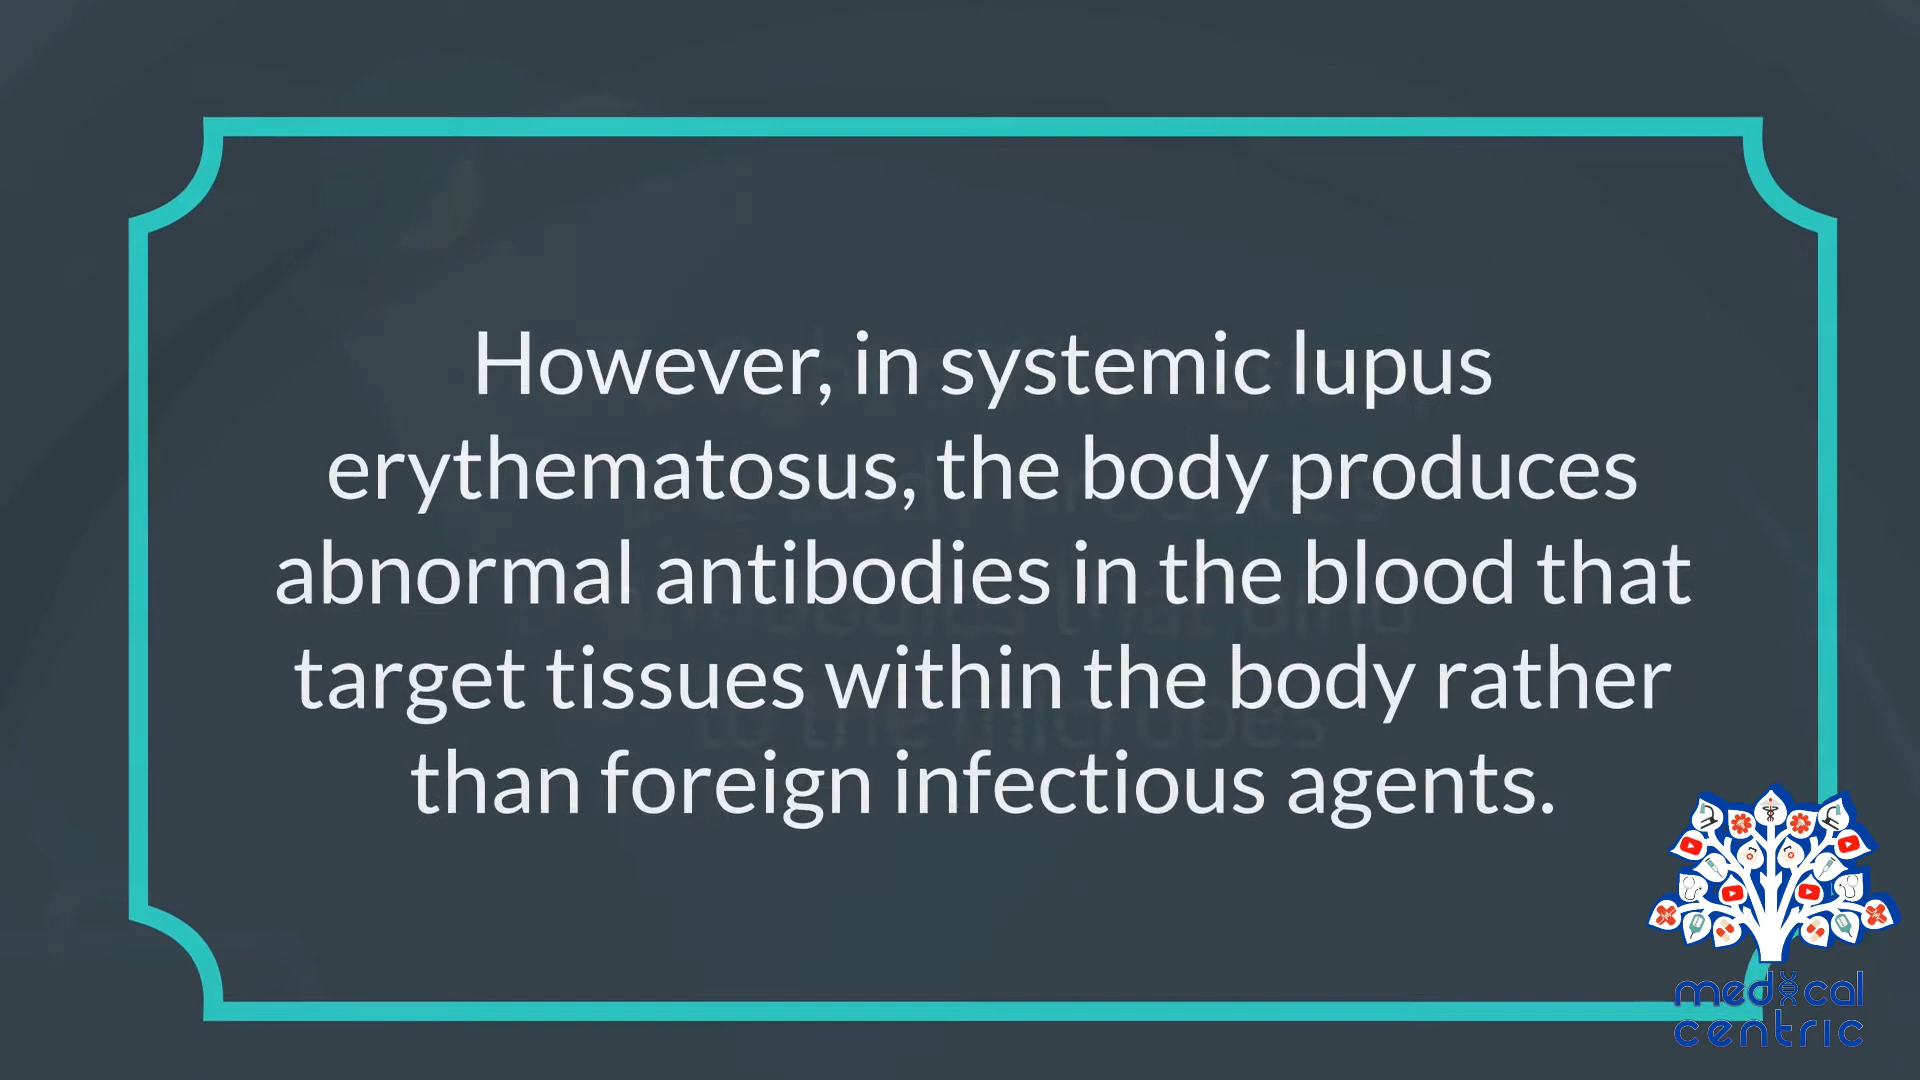 However, in systemic lupus
erythematosus, the body produces
abnormal antibodies in the blood that
target tissues within the body rather
than foreign infectious agents.
medical
centric